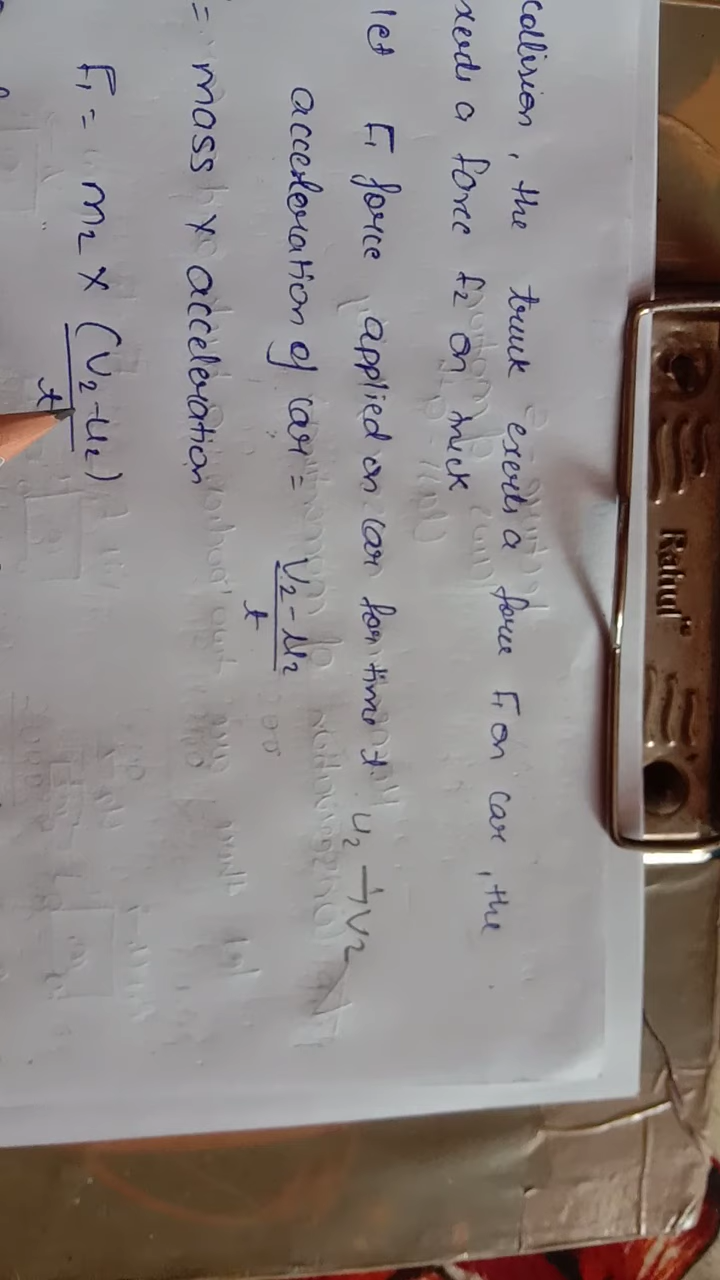 collision, the truck exerts a force F1 on car, the
xerts a force F2 on truck
let F1 force applied on car for time t. u2 → v2
acceleration of car = v2 - u2
t
= mass × acceleration
F1 = m2 × (v2 - u2)
t
Rahul